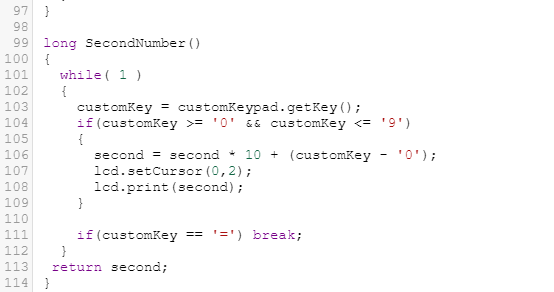 97 }
98
99 long SecondNumber()
100 {
101 while( 1 )
102 {
103 customKey = customKeypad.getKey();
104 if(customKey >= '0' && customKey <= '9')
105 {
106 second = second * 10 + (customKey - '0');
107 lcd.setCursor(0,2);
108 lcd.print(second);
109 }
110
111 if(customKey == '=') break;
112 }
113 return second;
114 }